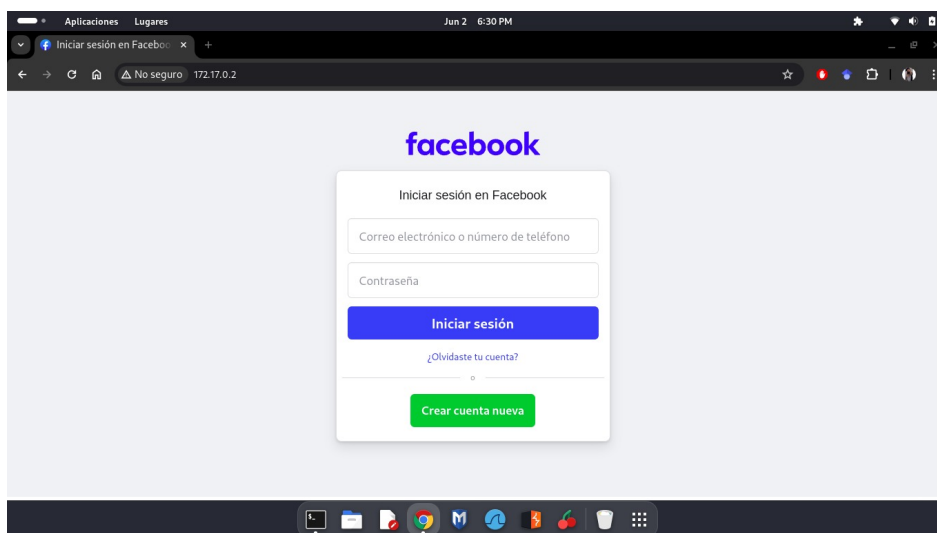 Aplicaciones Lugares Jun 2 6:30 PM
Iniciar sesión en Faceboo
No seguro 172.17.0.2
facebook
Iniciar sesión en Facebook
Correo electrónico o número de teléfono
Contraseña
Iniciar sesión
¿Olvidaste tu cuenta?
o
Crear cuenta nueva